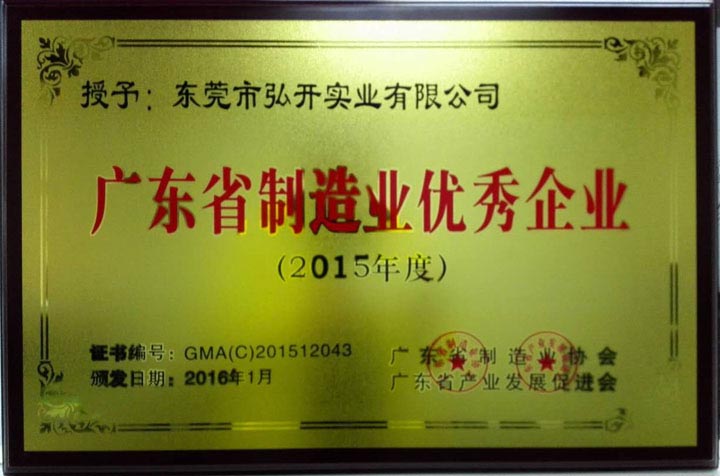 授予：东莞市弘开实业有限公司
广东省制造业优秀企业
(2015年度)
证书编号：GMA(C)201512043
颁发日期：2016年1月
广东省制造业协会
广东省产业发展促进会